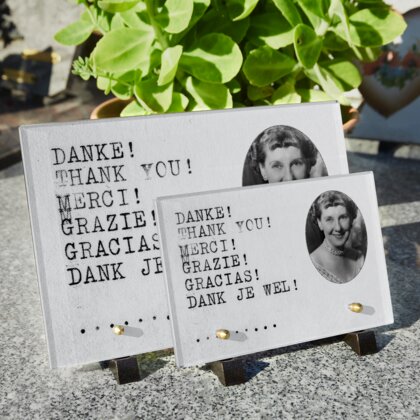 DANKE!
THANK YOU!
MERCI!
GRAZIE!
GRACIAS
DANK JE
DANKE!
THANK YOU!
MERCI!
GRAZIE!
GRACIAS!
DANK JE WEL!